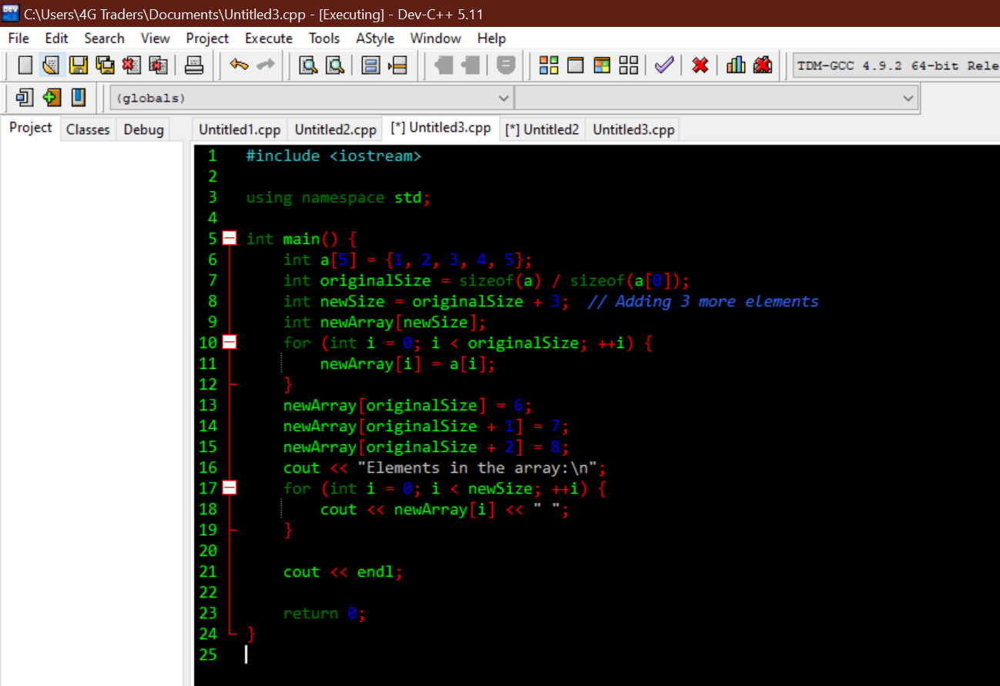 C:\Users\4G Traders\Documents\Untitled3.cpp - [Executing] - Dev-C++ 5.11
File Edit Search View Project Execute Tools AStyle Window Help
TDM-GCC 4.9.2 64-bit Rele
(globals)
Project Classes Debug Untitled1.cpp Untitled2.cpp [*] Untitled3.cpp [*] Untitled2 Untitled3.cpp
1 #include <iostream>
2
3 using namespace std;
4
5 int main() {
6     int a[5] = {1, 2, 3, 4, 5};
7     int originalSize = sizeof(a) / sizeof(a[0]);
8     int newSize = originalSize + 3;  // Adding 3 more elements
9     int newArray[newSize];
10     for (int i = 0; i < originalSize; ++i) {
11         newArray[i] = a[i];
12     }
13     newArray[originalSize] = 6;
14     newArray[originalSize + 1] = 7;
15     newArray[originalSize + 2] = 8;
16     cout << "Elements in the array:\n";
17     for (int i = 0; i < newSize; ++i) {
18         cout << newArray[i] << " ";
19     }
20
21     cout << endl;
22
23     return 0;
24 }
25